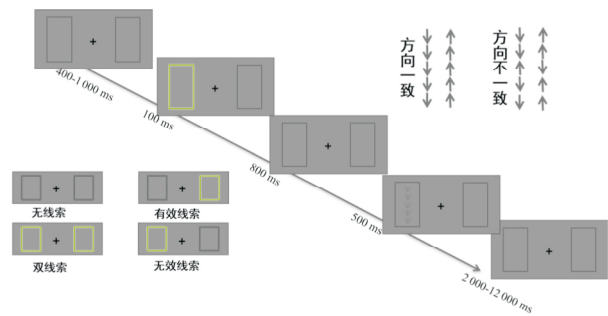 400-1 000 ms
100 ms
800 ms
500 ms
2 000-12 000 ms
方向一致
方向不一致
无线索
有效线索
双线索
无效线索